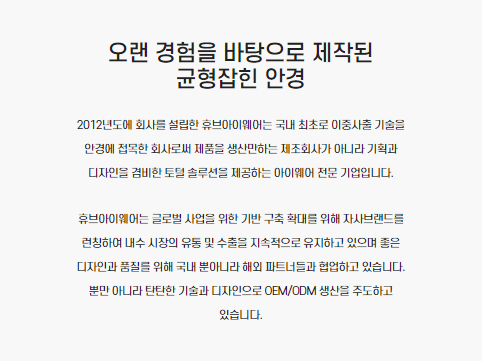 오랜 경험을 바탕으로 제작된
균형잡힌 안경
2012년도에 회사를 설립한 휴브아이웨어는 국내 최초로 이중사출 기술을
안경에 접목한 회사로써 제품을 생산만하는 제조회사가 아니라 기획과
디자인을 겸비한 토털 솔루션을 제공하는 아이웨어 전문 기업입니다.
휴브아이웨어는 글로벌 사업을 위한 기반 구축 확대를 위해 자사브랜드를
런칭하여 내수 시장의 유통 및 수출을 지속적으로 유지하고 있으며 좋은
디자인과 품질를 위해 국내 뿐아니라 해외 파트너들과 협업하고 있습니다.
뿐만 아니라 탄탄한 기술과 디자인으로 OEM/ODM 생산을 주도하고
있습니다.